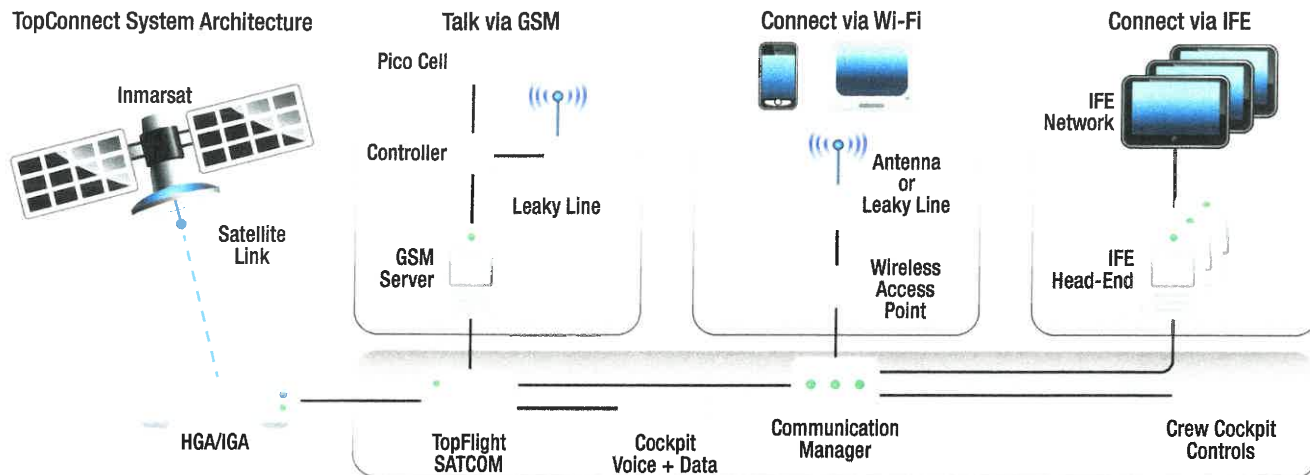 TopConnect System Architecture
Talk via GSM
Connect via Wi-Fi
Connect via IFE
Inmarsat
Satellite
Link
HGA/IGA
Pico Cell
Controller
Leaky Line
GSM
Server
Antenna
or
Leaky Line
Wireless
Access
Point
IFE
Network
IFE
Head-End
TopFlight
SATCOM
Cockpit
Voice + Data
Communication
Manager
Crew Cockpit
Controls